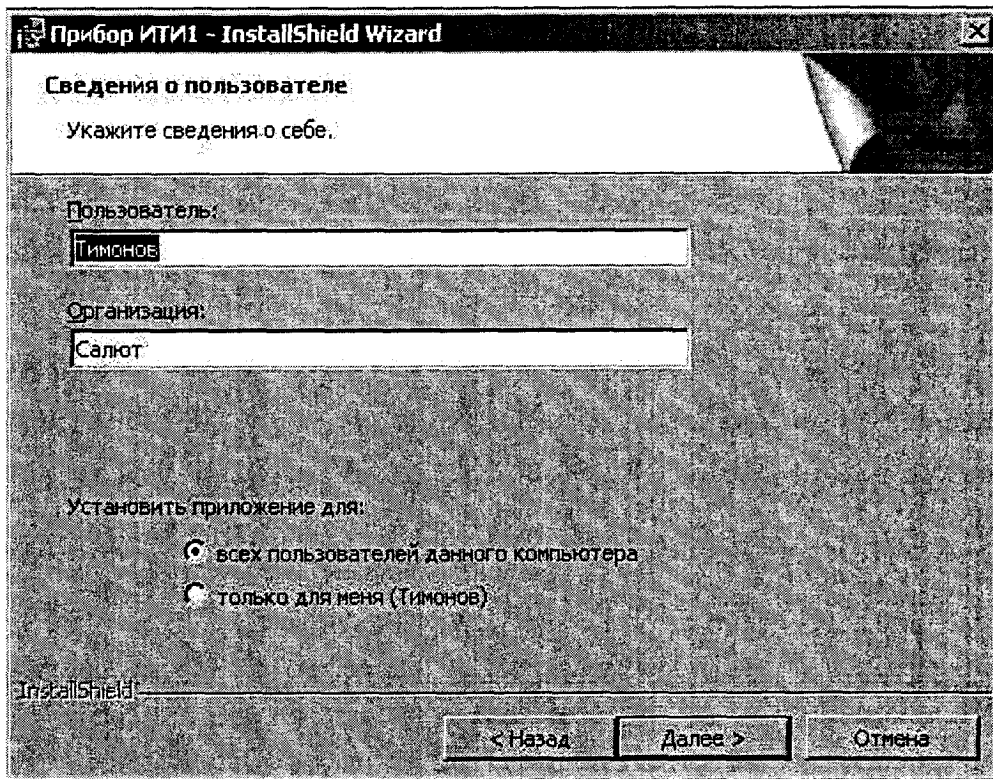 Прибор ИТИ1 - InstallShield Wizard
Сведения о пользователе
Укажите сведения о себе.
Пользователь:
Тимонов
Организация:
Салют
Установить приложение для:
всех пользователей данного компьютера
только для меня (Тимонов)
InstallShield
< Назад
Далее >
Отмена